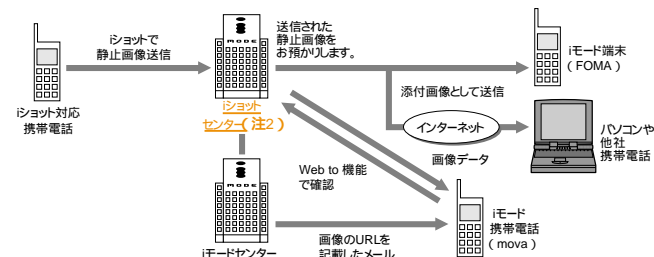 iショットで
静止画像送信
iショット対応
携帯電話
MODE
送信された
静止画像を
お預かりします。
iショット
センター(注2)
iモード端末
(FOMA)
添付画像として送信
インターネット
画像データ
パソコンや
他社
携帯電話
Web to 機能
で確認
MODE
iモードセンター
画像のURLを
記載したメール
iモード
携帯電話
(mova)